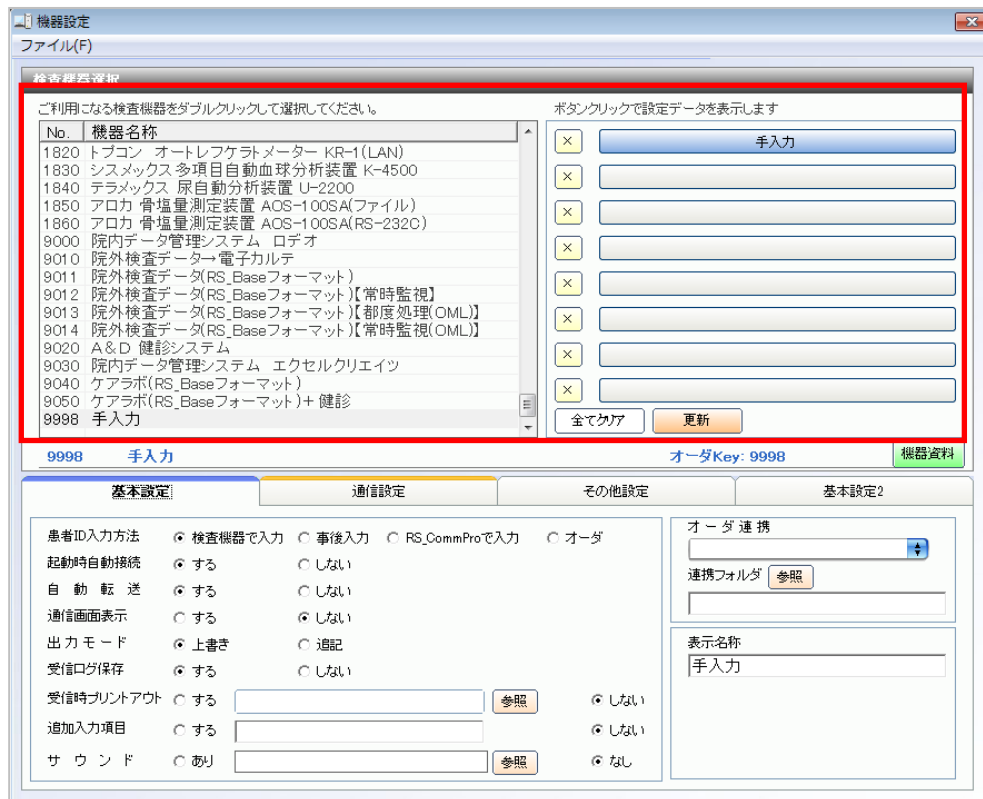 機器設定
ファイル(F)
検査機器選択
ご利用になる検査機器をダブルクリックして選択してください。
ボタンクリックで設定データを表示します
No. 機器名称
1820 トプコン オートレフケラトメーター KR-1(LAN)
1830 シスメックス 多項目自動血球分析装置 K-4500
1840 テラメックス 尿自動分析装置 U-2200
1850 アロカ 骨塩量測定装置 AOS-100SA(ファイル)
1860 アロカ 骨塩量測定装置 AOS-100SA(RS-232C)
9000 院内データ管理システム ロデオ
9010 院外検査データ→電子カルテ
9011 院外検査データ(RS_Baseフォーマット)
9012 院外検査データ(RS_Baseフォーマット)【常時監視】
9013 院外検査データ(RS_Baseフォーマット)【都度処理(OML)】
9014 院外検査データ(RS_Baseフォーマット)【常時監視(OML)】
9020 A&D 健診システム
9030 院内データ管理システム エクセルクリエイツ
9040 ケアラボ(RS_Baseフォーマット)
9050 ケアラボ(RS_Baseフォーマット)+健診
9998 手入力
× 手入力
×
×
×
×
×
×
×
全てクリア 更新
9998 手入力 オーダKey: 9998 機器資料
基本設定 通信設定 その他設定 基本設定2
患者ID入力方法 検査機器で入力 事後入力 RS_CommProで入力 オーダ
起動時自動接続 する しない
自動転送 する しない
通信画面表示 する しない
出力モード 上書き 追記
受信ログ保存 する しない
受信時プリントアウト する 参照 しない
追加入力項目 する しない
サウンド あり 参照 なし
オーダ連携
連携フォルダ 参照
表示名称
手入力